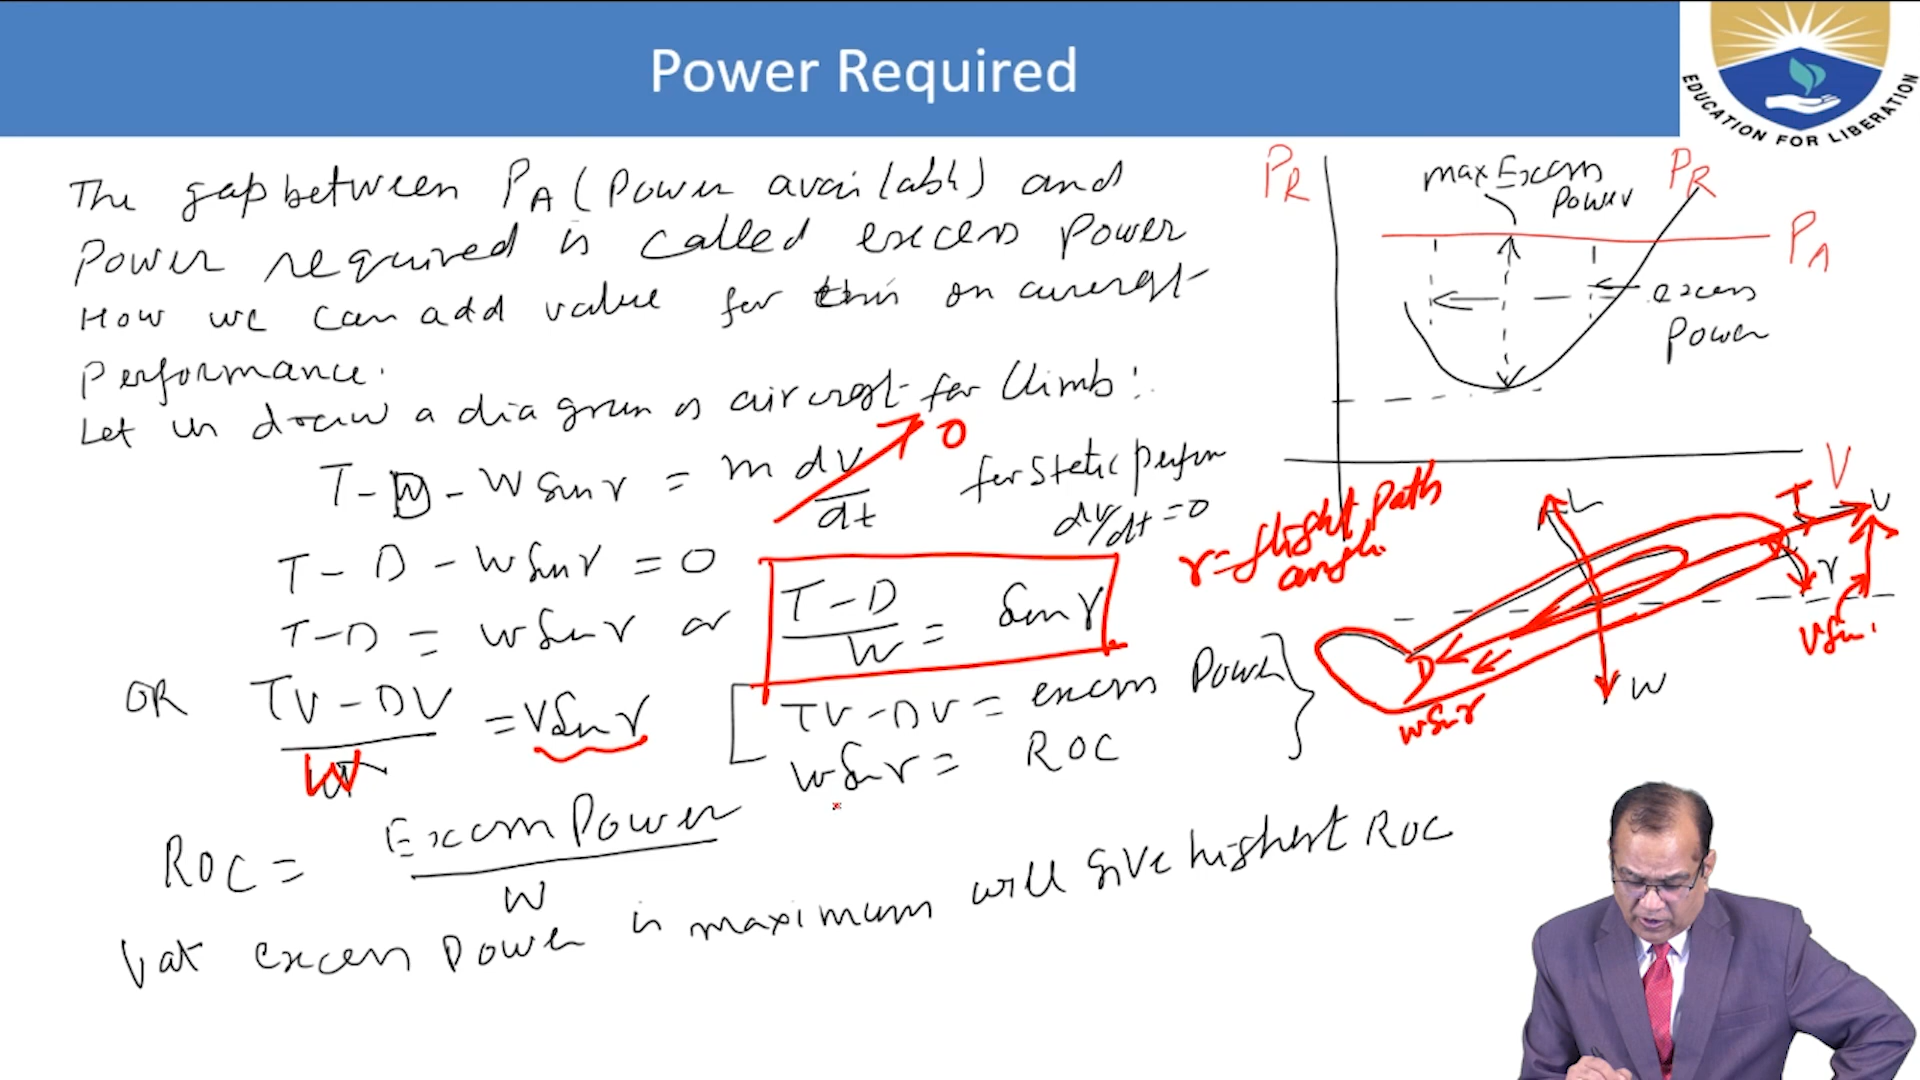 Power Required
EDUCATION FOR LIBERATION
The gap between PA (Power available) and
Power required is called excess power
How we can add value for this on aircraft
performance.
Let us draw a diagram of aircraft for Climb:
T - D - W Sin γ = m dv/dt 0
for static perfom
dv/dt = 0
T - D - W Sin γ = 0
T - D = W Sin γ or (T - D)/W = Sin γ
OR (TV - DV)/W = V Sin γ
TV - DV = excess Power
W Sin γ = ROC
ROC = Excess Power / W
V at excess power is maximum will give highest ROC
PR
max Excess
Power
PR
PA
excess
Power
V
γ = flight path
angle.
L
T
V
γ
V Sin
D
W
W Sin γ